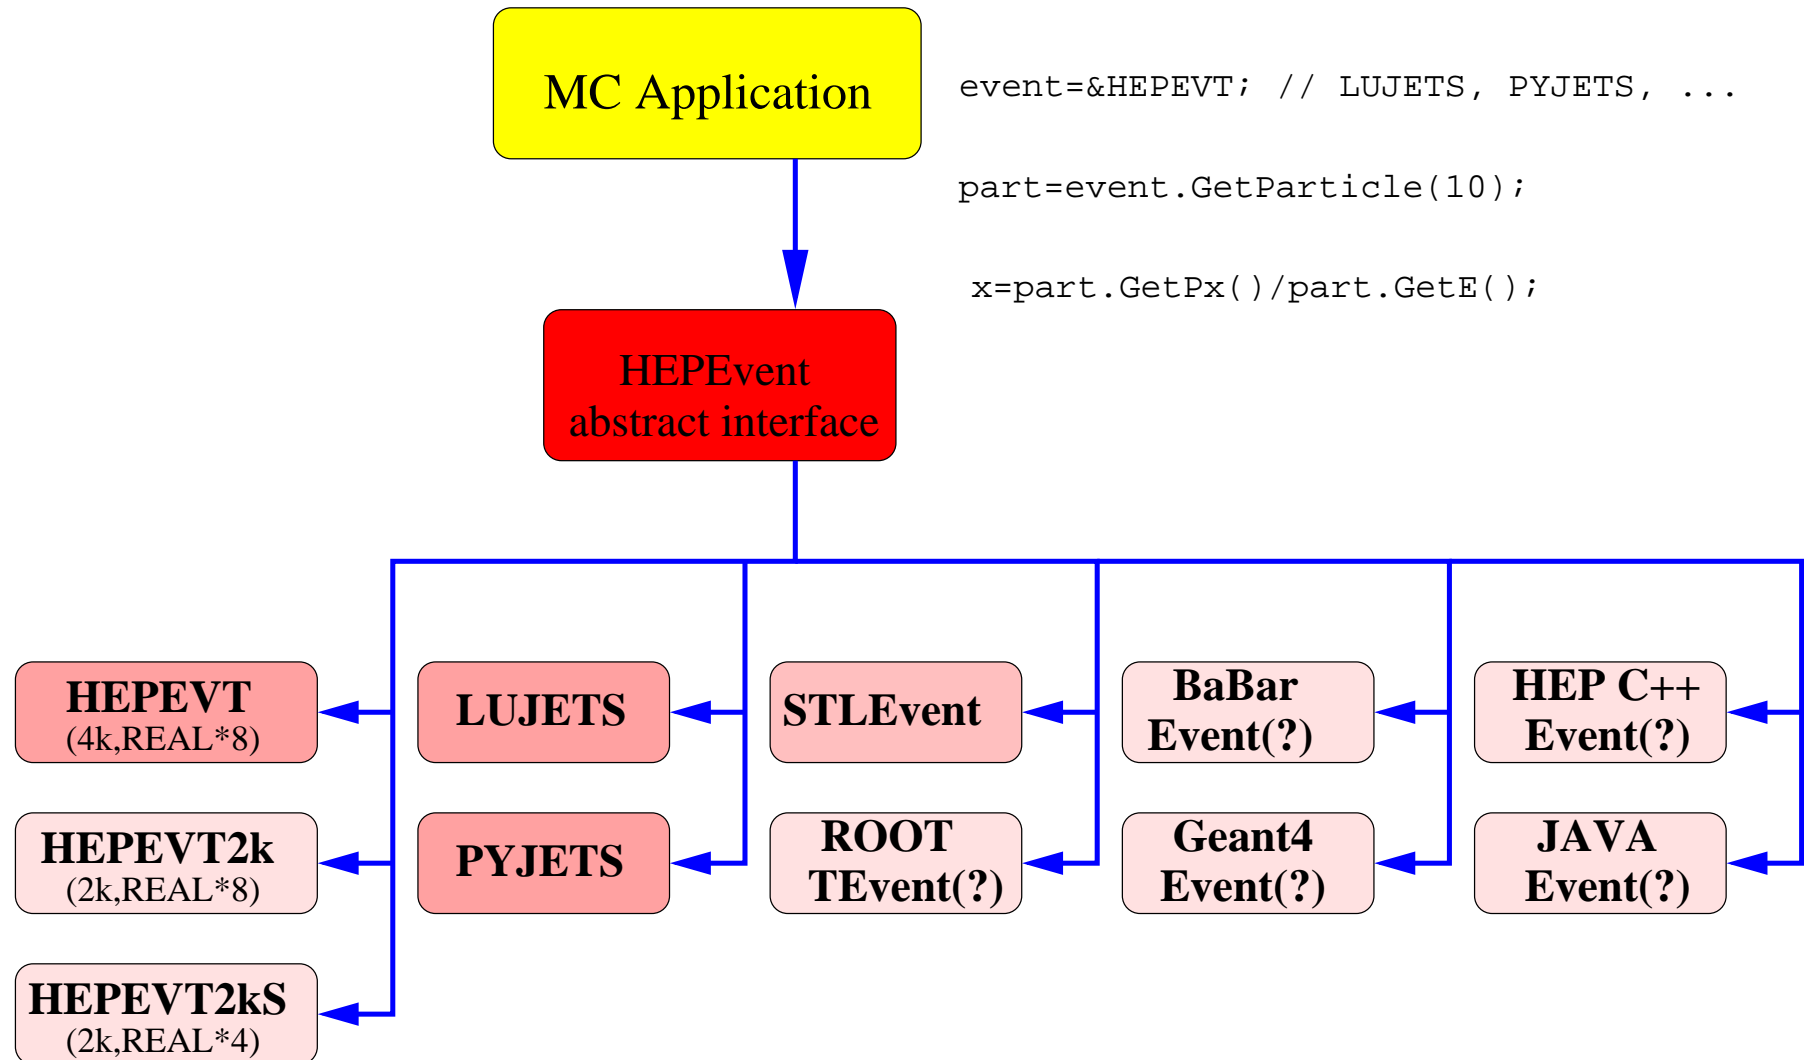 MC Application
event=&HEPEVT; // LUJETS, PYJETS, ...
part=event.GetParticle(10);
x=part.GetPx()/part.GetE();
HEPEvent
abstract interface
HEPEVT
(4k,REAL*8)
LUJETS
STLEvent
BaBar
Event(?)
HEP C++
Event(?)
HEPEVT2k
(2k,REAL*8)
PYJETS
ROOT
TEvent(?)
Geant4
Event(?)
JAVA
Event(?)
HEPEVT2kS
(2k,REAL*4)